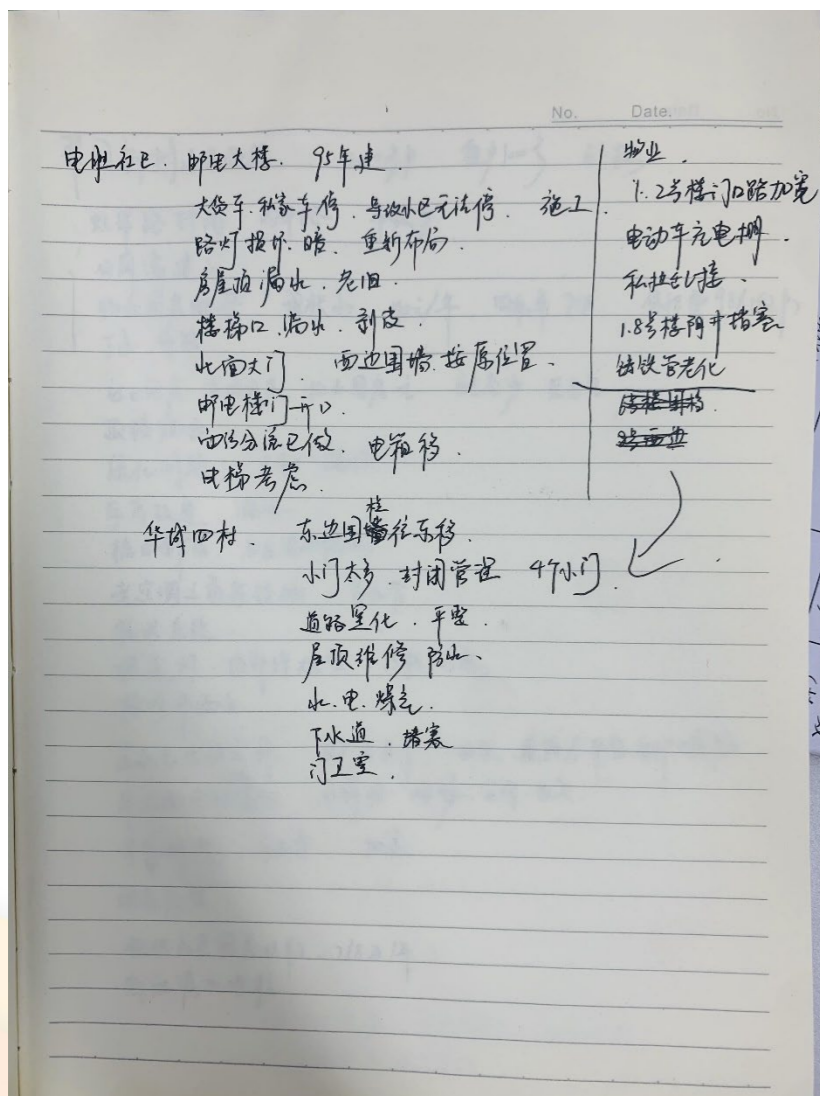 No. Date.
社区 邮电大楼. 95年建.
大货车.私家车停.导致小区无法停. 施工.
路灯损坏.暗.重新布局.
房屋顶漏水.老旧.
楼梯口.漏水.剥皮.
北面大门. 西边围墙.按原位置.
邮电楼门开口.
雨污分流已做. 电箱移.
电梯考虑.
物业.
1.2号楼门口路加宽
电动车充电棚.
私拉乱接.
1.8号楼阴井堵塞
铸铁管老化
华城四村. 东边围栏往东移.
小门太多.封闭管理 4个小门.
道路黑化.平整.
屋顶维修 防水.
水.电.煤气.
下水道.堵塞
门卫室.